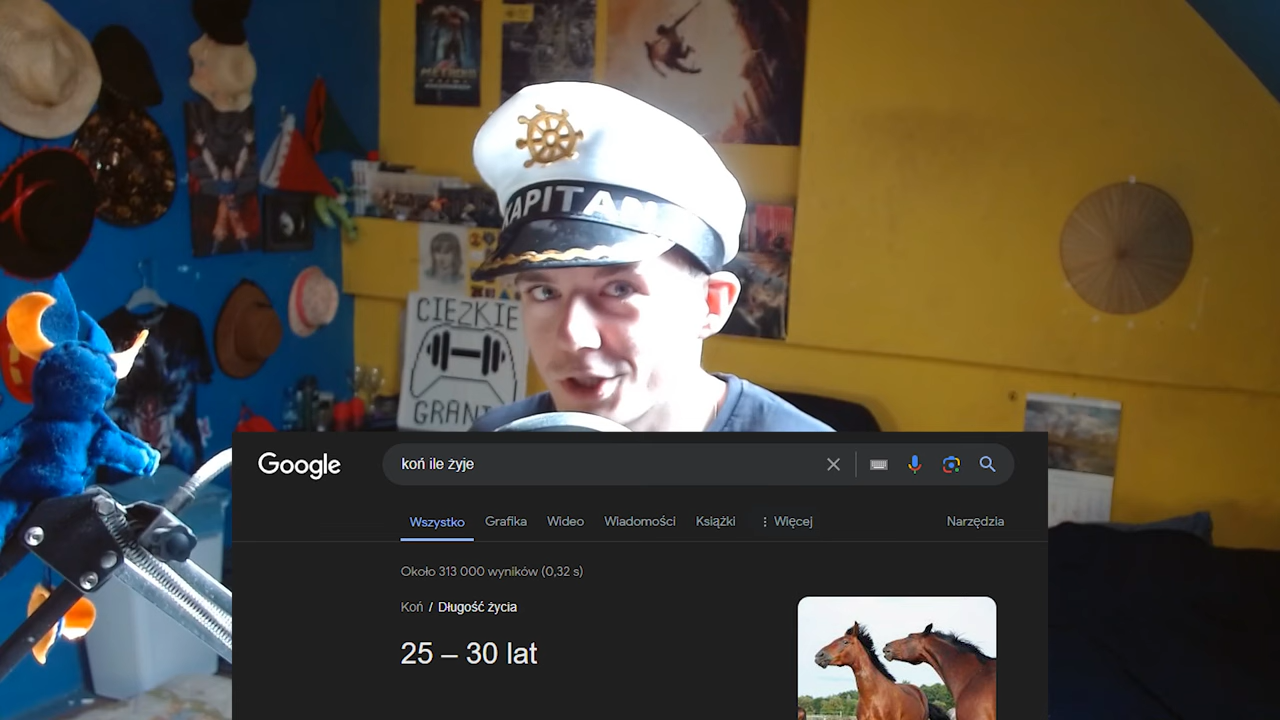 KAPITAN
CIEZKIE
GRANIE
Google
koń ile żyje
Wszystko
Grafika
Wideo
Wiadomości
Książki
Więcej
Narzędzia
Około 313 000 wyników (0,32 s)
Koń / Długość życia
25 – 30 lat